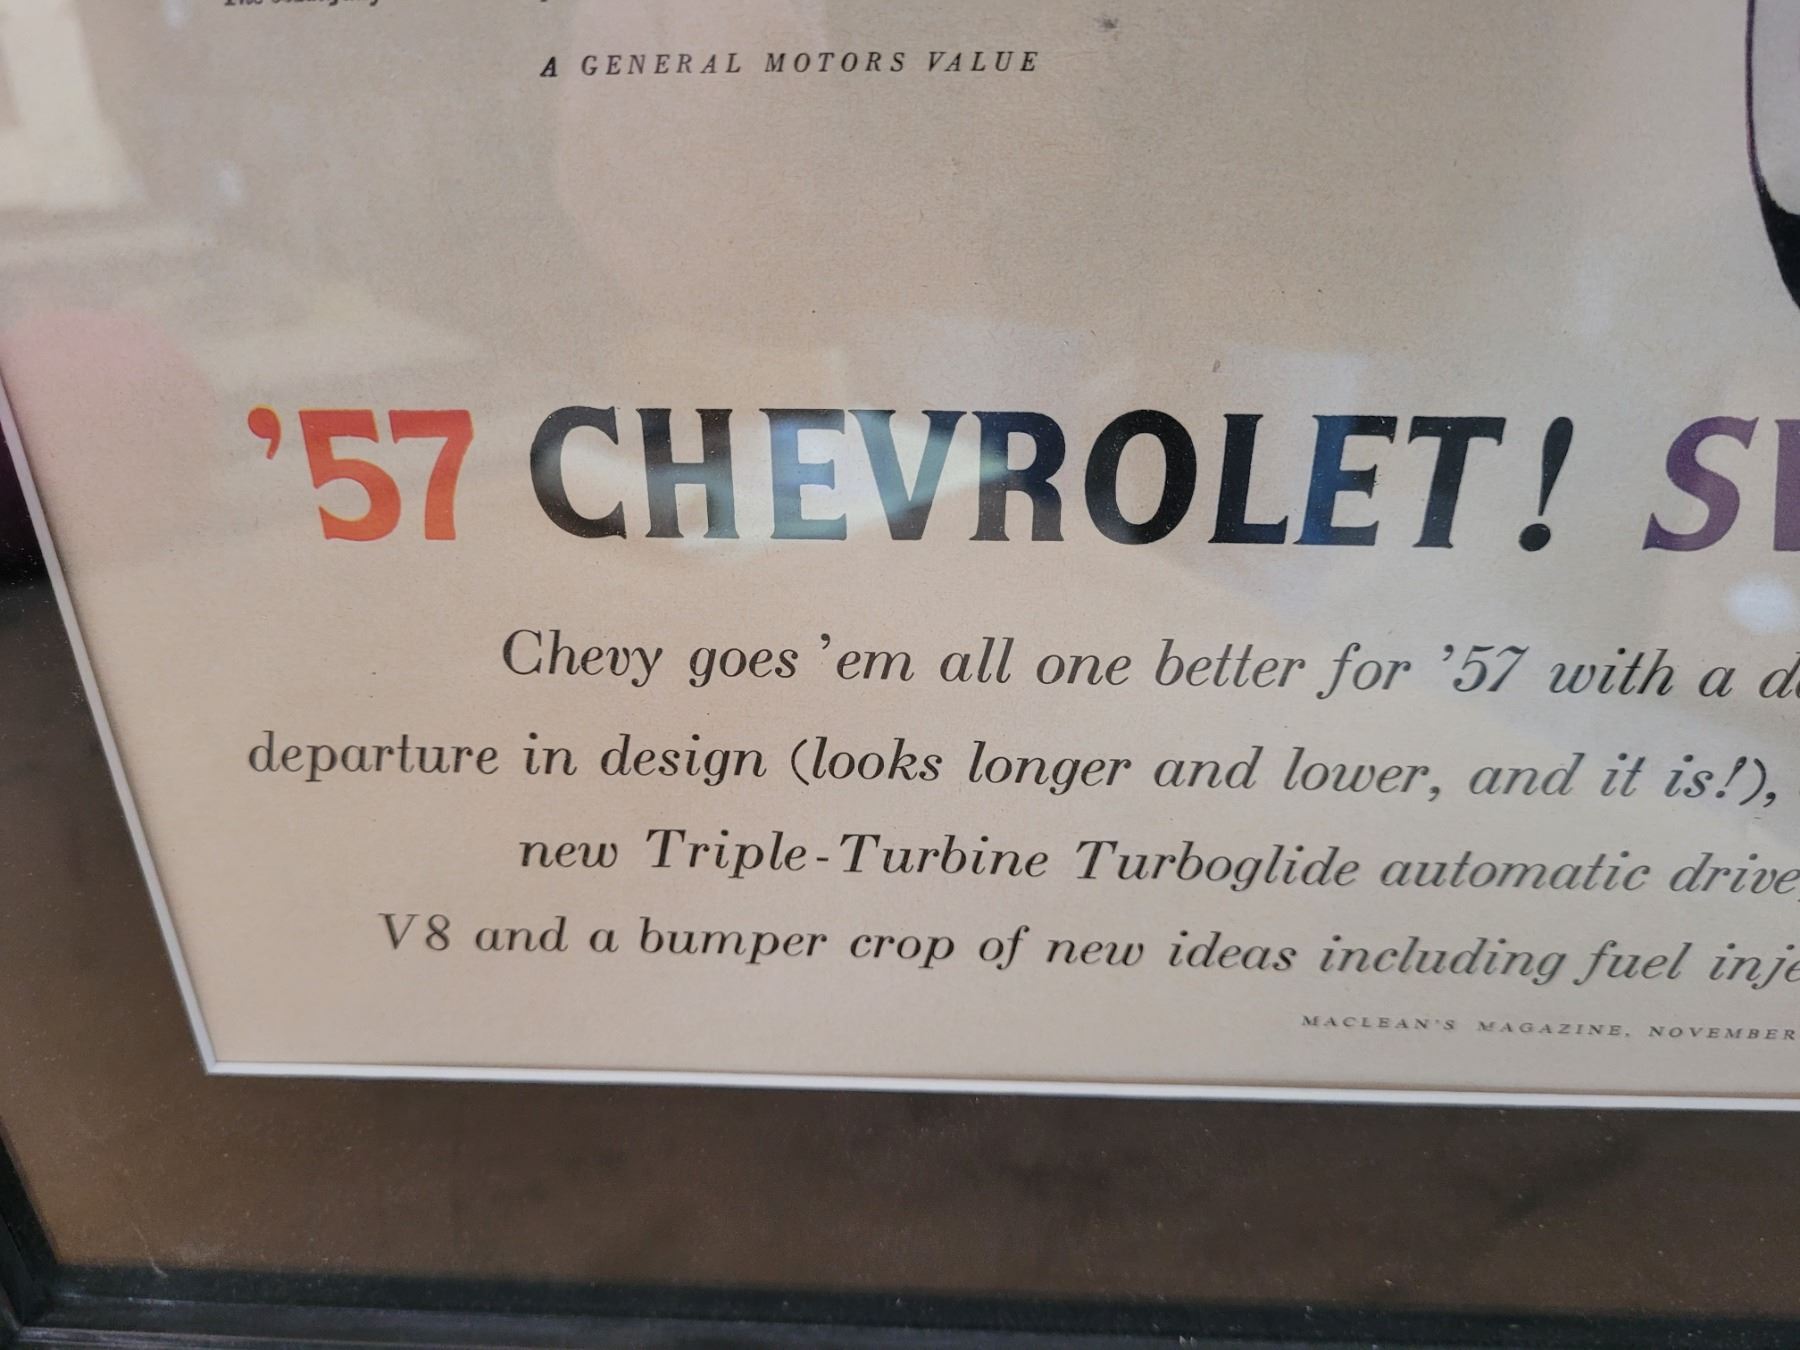 A GENERAL MOTORS VALUE
'57 CHEVROLET!
Chevy goes 'em all one better for '57 with a
departure in design (looks longer and lower, and it is!),
new Triple-Turbine Turboglide automatic drive,
V8 and a bumper crop of new ideas including fuel
MACLEAN'S MAGAZINE, NOVEMBER